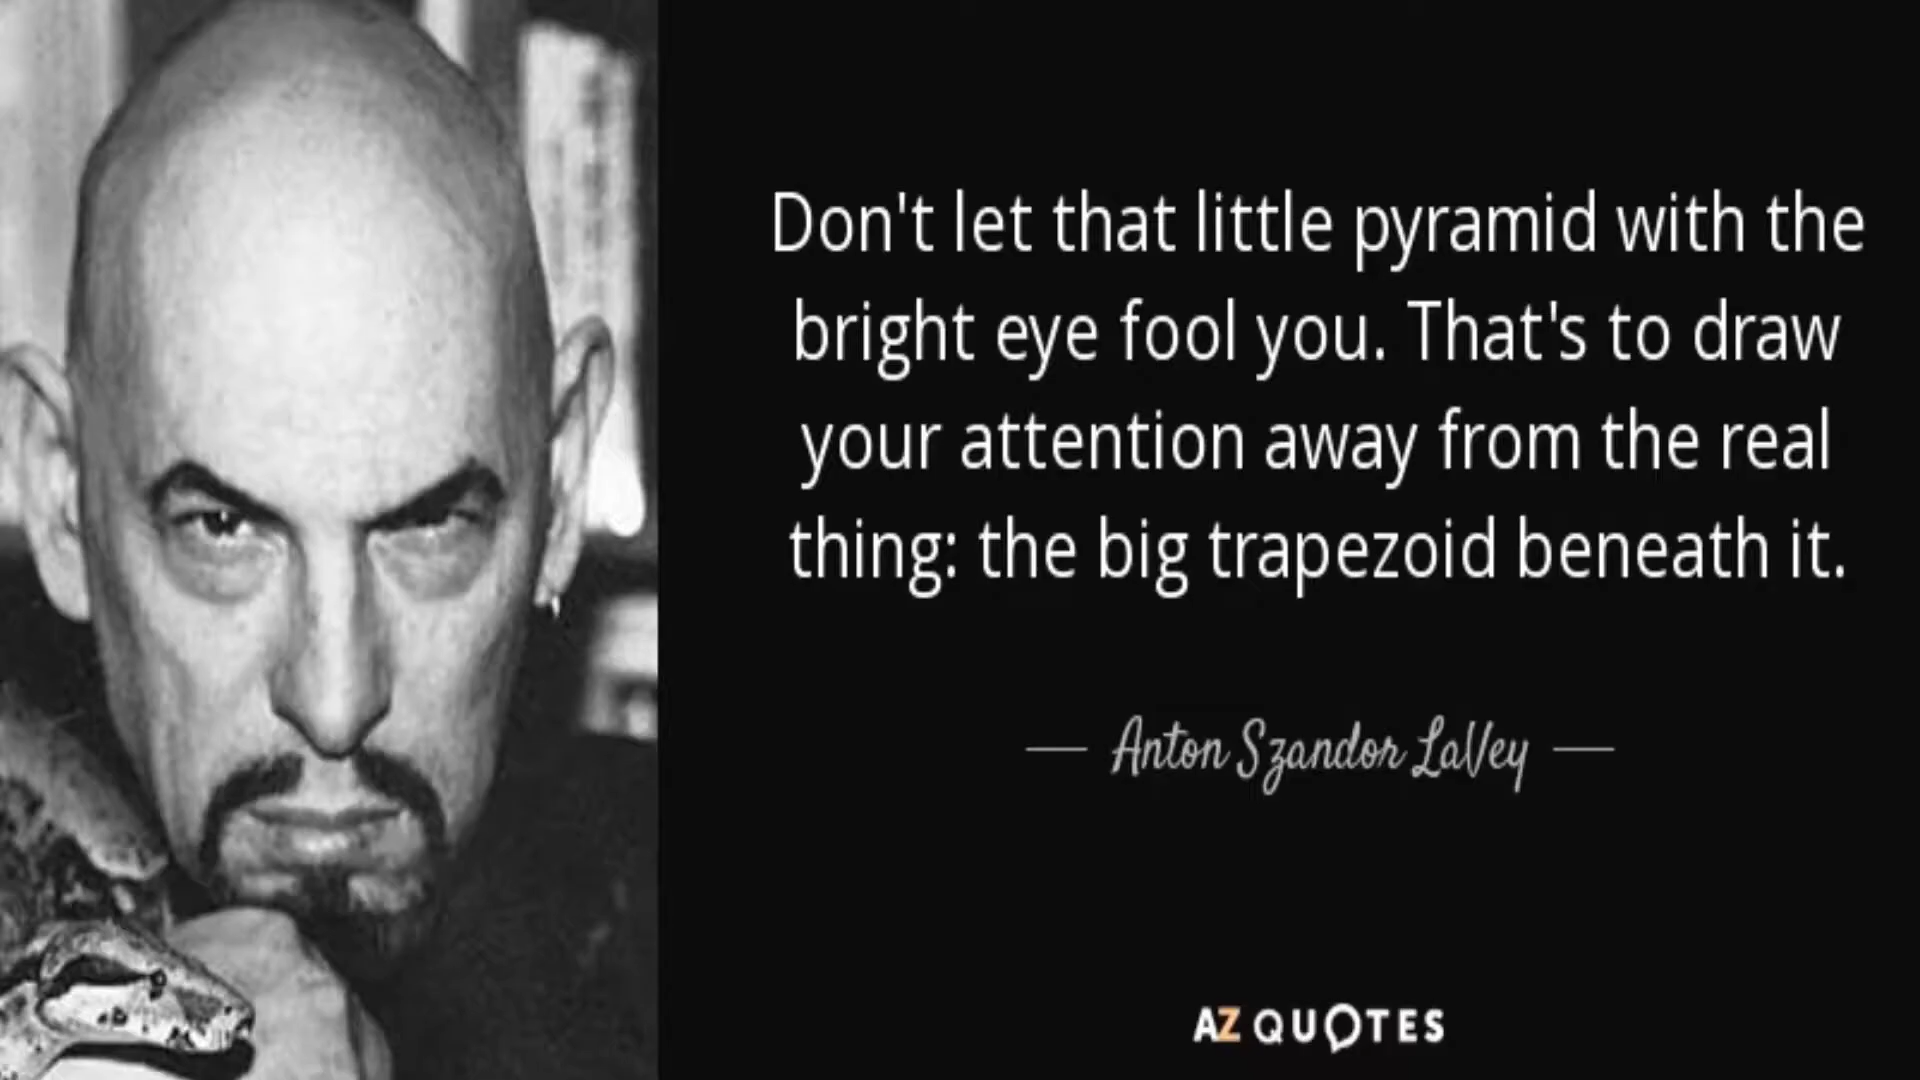 Don't let that little pyramid with the
bright eye fool you. That's to draw
your attention away from the real
thing: the big trapezoid beneath it.
— Anton Szandor LaVey —
AZ QUOTES